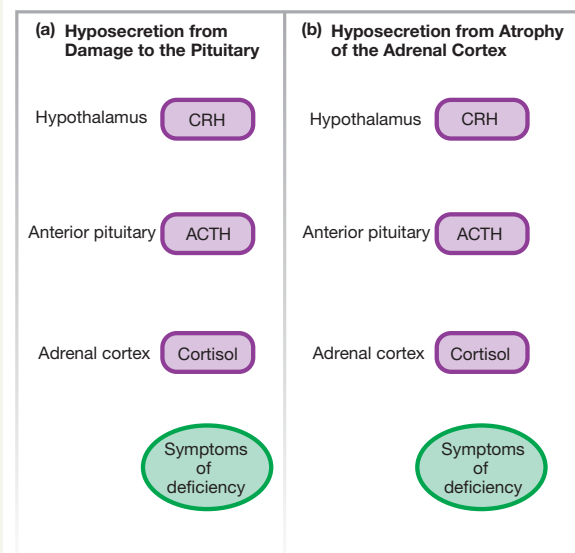 (a) Hyposecretion from
Damage to the Pituitary
Hypothalamus CRH
Anterior pituitary ACTH
Adrenal cortex Cortisol
Symptoms
of
deficiency
(b) Hyposecretion from Atrophy
of the Adrenal Cortex
Hypothalamus CRH
Anterior pituitary ACTH
Adrenal cortex Cortisol
Symptoms
of
deficiency